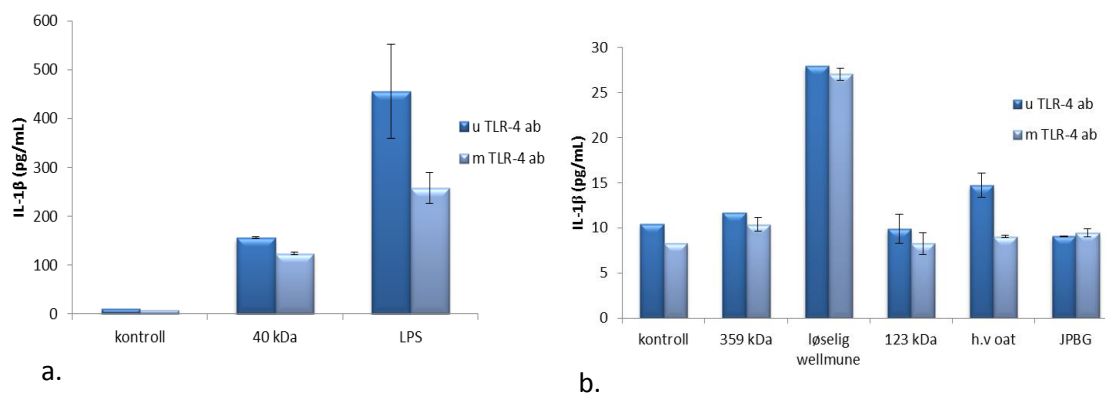 600
500
400
300
200
100
0
IL-1β (pg/mL)
kontroll 40 kDa LPS
u TLR-4 ab
m TLR-4 ab
a.
30
25
20
15
10
5
0
IL-1β (pg/mL)
kontroll 359 kDa løselig wellmune 123 kDa h.v oat JPBG
u TLR-4 ab
m TLR-4 ab
b.